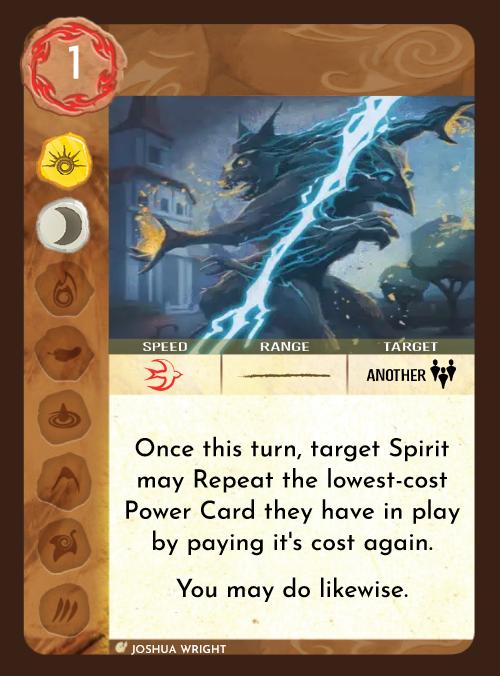 1
SPEED RANGE TARGET
ANOTHER
Once this turn, target Spirit
may Repeat the lowest-cost
Power Card they have in play
by paying it's cost again.
You may do likewise.
JOSHUA WRIGHT